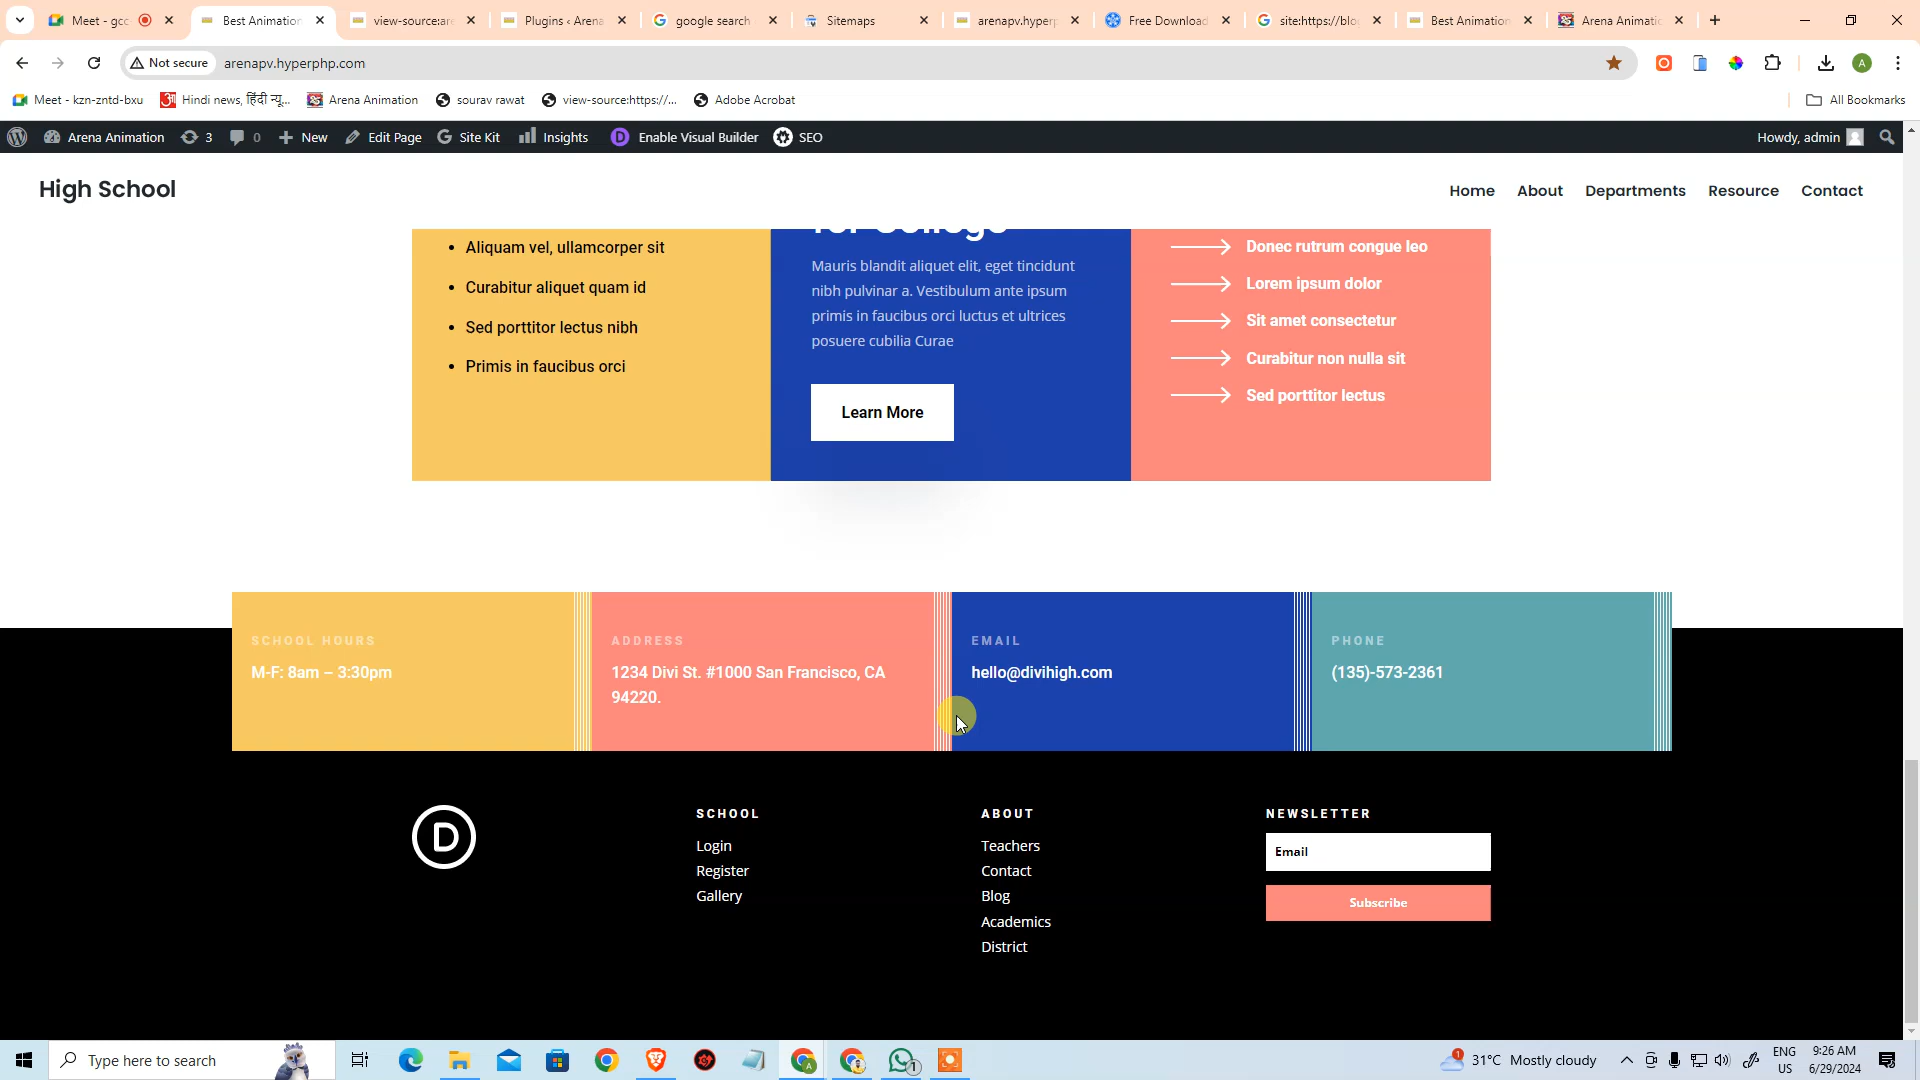 Meet - gcc
Best Animation
view-source:are
Plugins ‹ Arena
google search
Sitemaps
arenapv.hyperp
Free Download
site:https://blo
Best Animation
Arena Animatio
Not secure
arenapv.hyperphp.com
A
Meet - kzn-zntd-bxu
Hindi news, हिंदी न्यू...
Arena Animation
sourav rawat
view-source:https://...
Adobe Acrobat
All Bookmarks
Arena Animation
3
0
New
Edit Page
Site Kit
Insights
D
Enable Visual Builder
SEO
Howdy, admin
High School
Home
About
Departments
Resource
Contact
Aliquam vel, ullamcorper sit
Curabitur aliquet quam id
Sed porttitor lectus nibh
Primis in faucibus orci
for College
Mauris blandit aliquet elit, eget tincidunt
nibh pulvinar a. Vestibulum ante ipsum
primis in faucibus orci luctus et ultrices
posuere cubilia Curae
Learn More
Donec rutrum congue leo
Lorem ipsum dolor
Sit amet consectetur
Curabitur non nulla sit
Sed porttitor lectus
SCHOOL HOURS
M-F: 8am – 3:30pm
ADDRESS
1234 Divi St. #1000 San Francisco, CA
94220.
EMAIL
hello@divihigh.com
PHONE
(135)-573-2361
D
SCHOOL
Login
Register
Gallery
ABOUT
Teachers
Contact
Blog
Academics
District
NEWSLETTER
Email
Subscribe
Type here to search
1
1
31°C Mostly cloudy
ENG
US
9:26 AM
6/29/2024